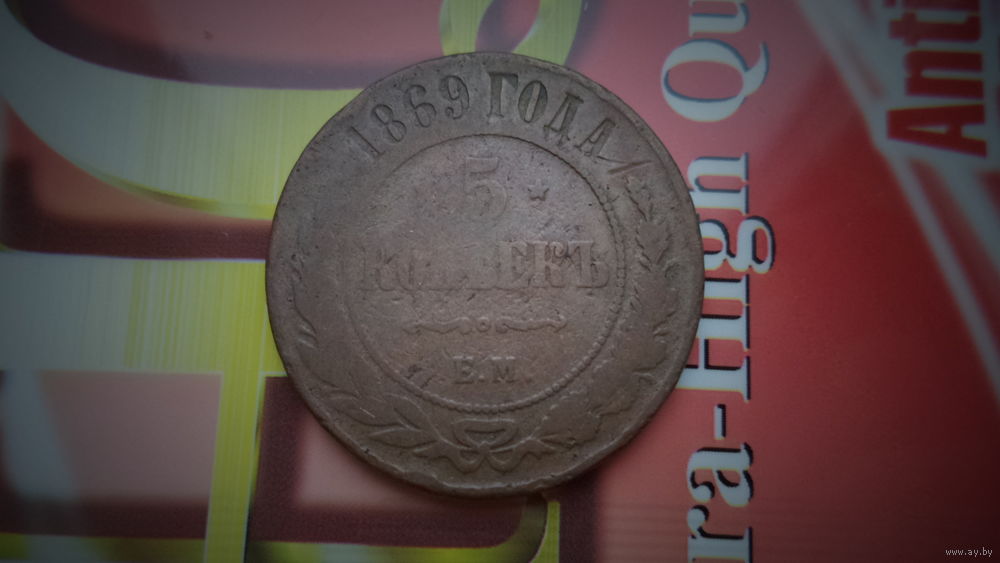 1869 ГОДА
5
КОПѢЕКЪ
Е.М.
Anti
ra-High Qu
www.ay.by